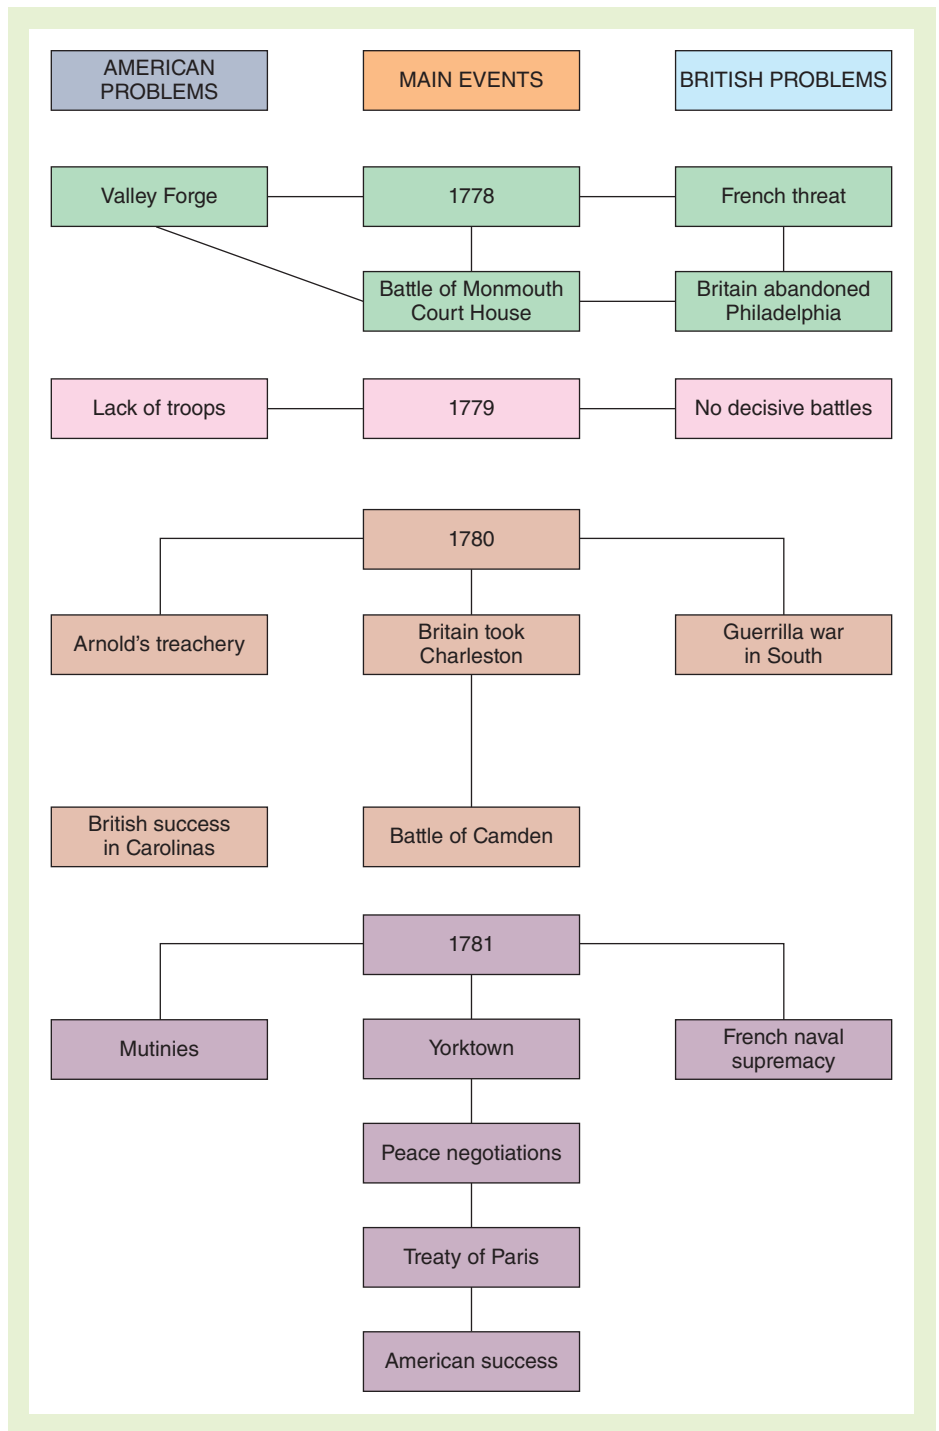 AMERICAN
PROBLEMS
MAIN EVENTS
BRITISH PROBLEMS
Valley Forge
1778
French threat
Battle of Monmouth
Court House
Britain abandoned
Philadelphia
Lack of troops
1779
No decisive battles
1780
Arnold’s treachery
Britain took
Charleston
Guerrilla war
in South
British success
in Carolinas
Battle of Camden
1781
Mutinies
Yorktown
French naval
supremacy
Peace negotiations
Treaty of Paris
American success